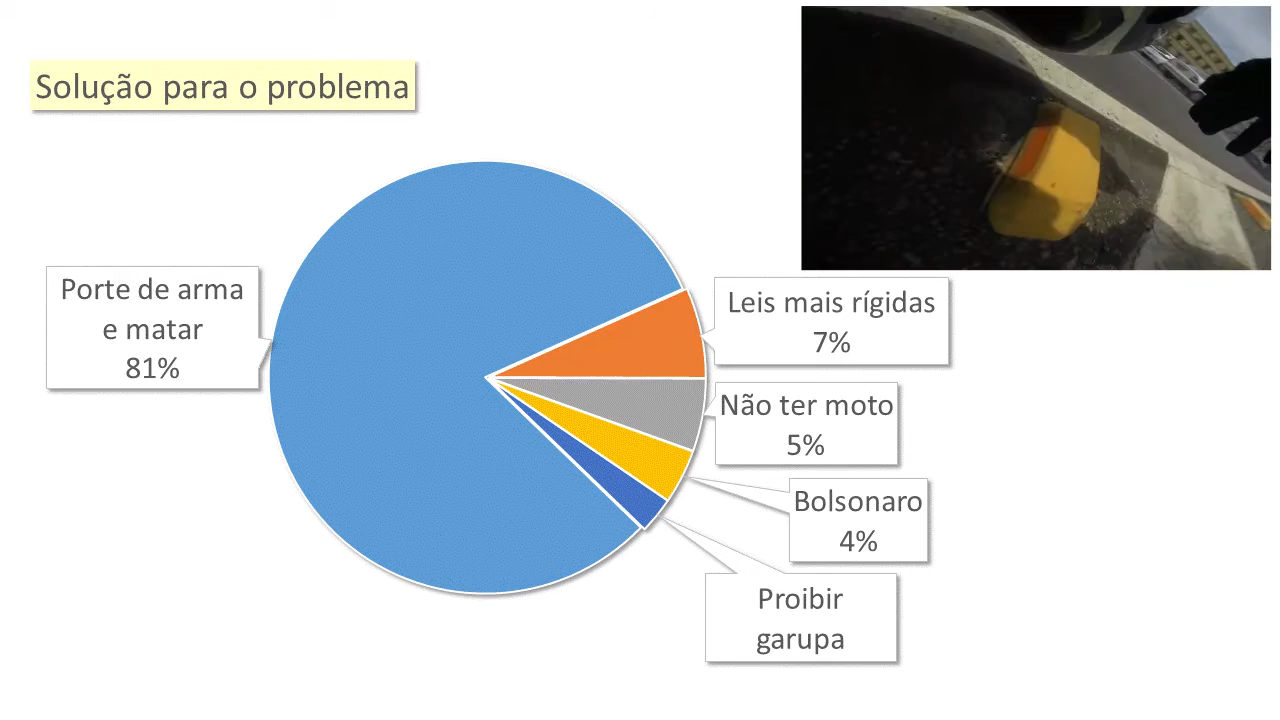 Solução para o problema
Porte de arma
e matar
81%
Leis mais rígidas
7%
Não ter moto
5%
Bolsonaro
4%
Proibir
garupa